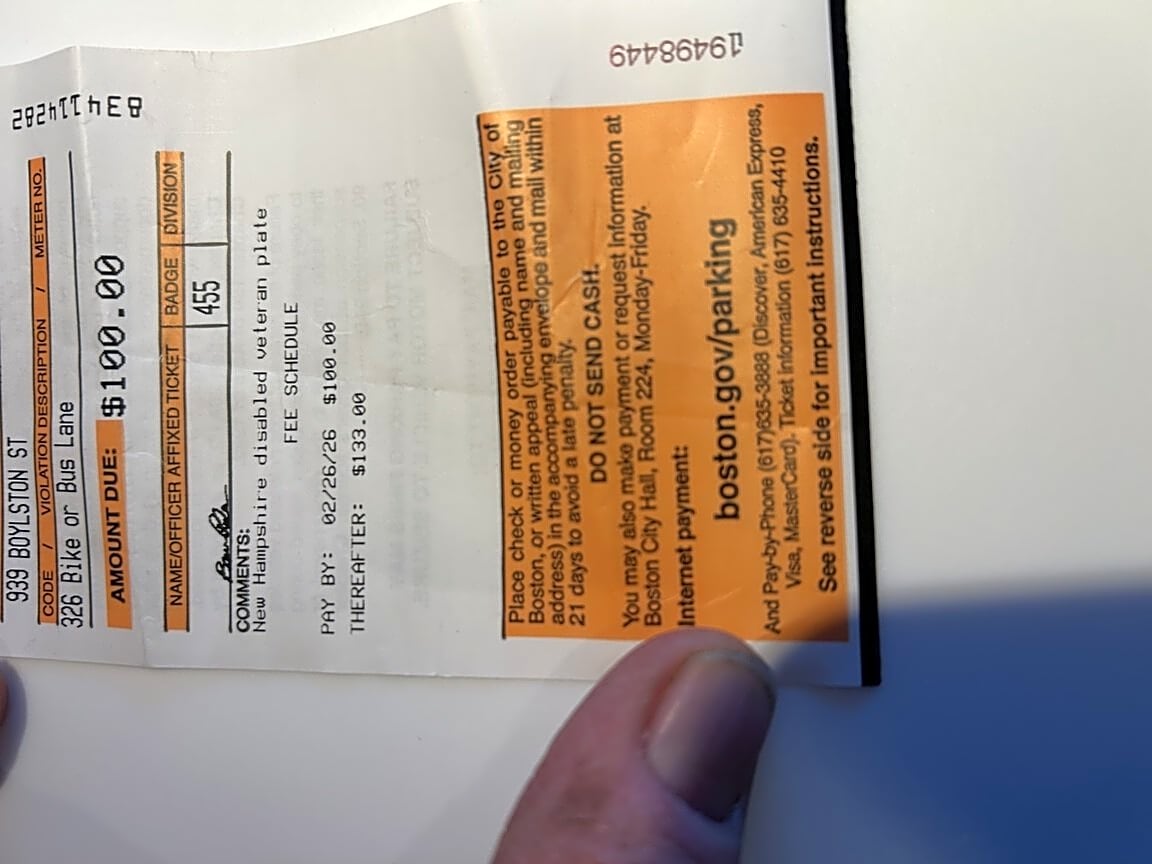 834114282
939 BOYLSTON ST
CODE / VIOLATION DESCRIPTION / METER NO.
326 Bike or Bus Lane
AMOUNT DUE: $100.00
NAME/OFFICER AFFIXED TICKET BADGE DIVISION
455
COMMENTS:
New Hampshire disabled veteran plate
FEE SCHEDULE
PAY BY: 02/26/26 $100.00
THEREAFTER: $133.00
Place check or money order payable to the City of
Boston, or written appeal (including name and mailing
address) in the accompanying envelope and mail within
21 days to avoid a late penalty.
DO NOT SEND CASH.
You may also make payment or request information at
Boston City Hall, Room 224, Monday-Friday.
Internet payment:
boston.gov/parking
And Pay-by-Phone (617)635-3888 (Discover, American Express,
Visa, MasterCard). Ticket Information (617) 635-4410
See reverse side for important instructions.
19498449